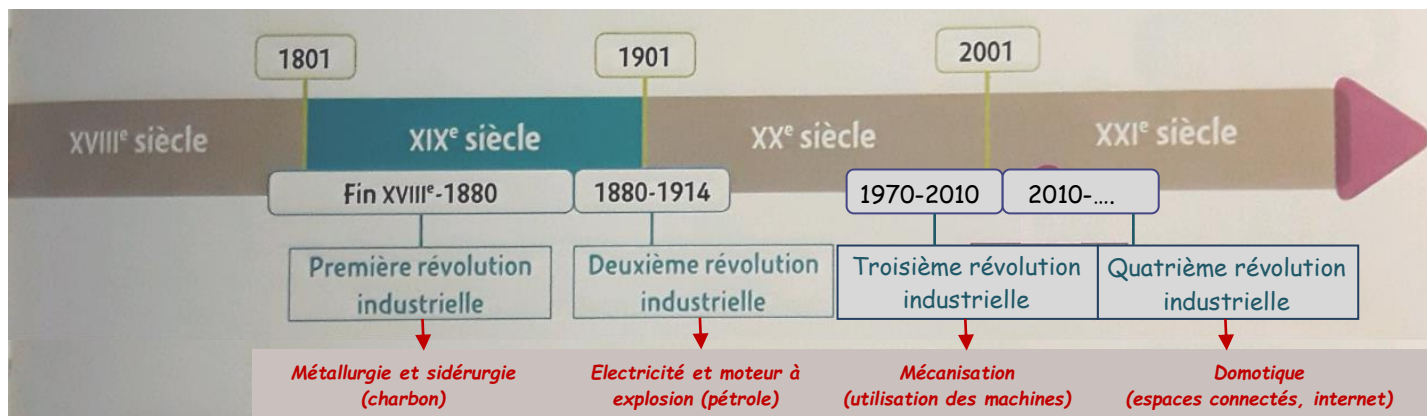 1801
1901
2001
XVIIIe siècle
XIXe siècle
XXe siècle
XXIe siècle
Fin XVIIIe-1880
1880-1914
1970-2010
2010-....
Première révolution
industrielle
Deuxième révolution
industrielle
Troisième révolution
industrielle
Quatrième révolution
industrielle
Métallurgie et sidérurgie
(charbon)
Electricité et moteur à
explosion (pétrole)
Mécanisation
(utilisation des machines)
Domotique
(espaces connectés, internet)